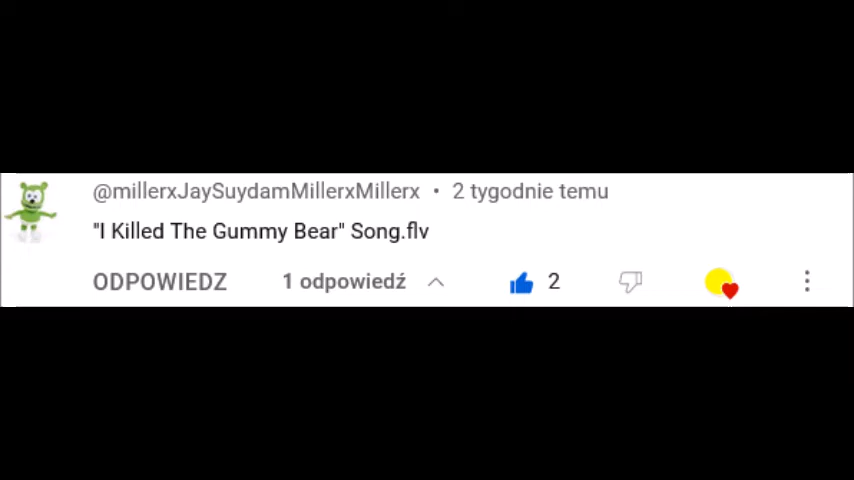 @millerxJaySuydamMillerxMillerx • 2 tygodnie temu
"I Killed The Gummy Bear" Song.flv
ODPOWIEDZ 1 odpowiedź 2